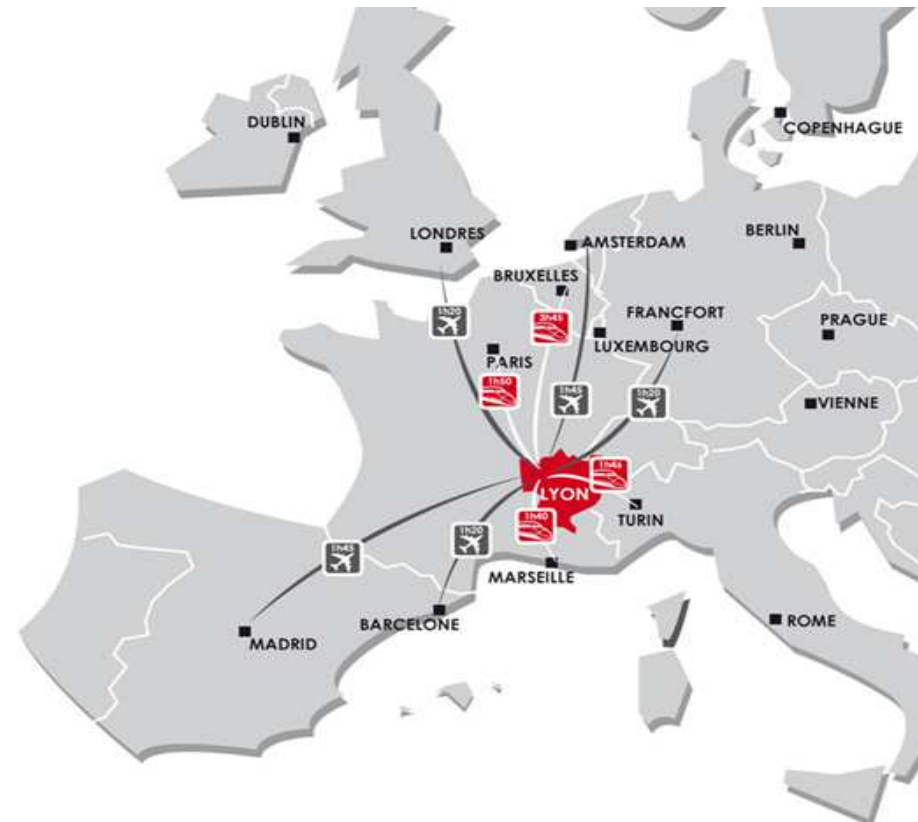 DUBLIN
COPENHAGUE
LONDRES
AMSTERDAM
BERLIN
BRUXELLES
FRANCFORT
1h20
3h45
LUXEMBOURG
PRAGUE
PARIS
1h50
1h45
1h20
VIENNE
LYON
1h45
TURIN
1h40
1h20
1h45
MARSEILLE
BARCELONE
ROME
MADRID